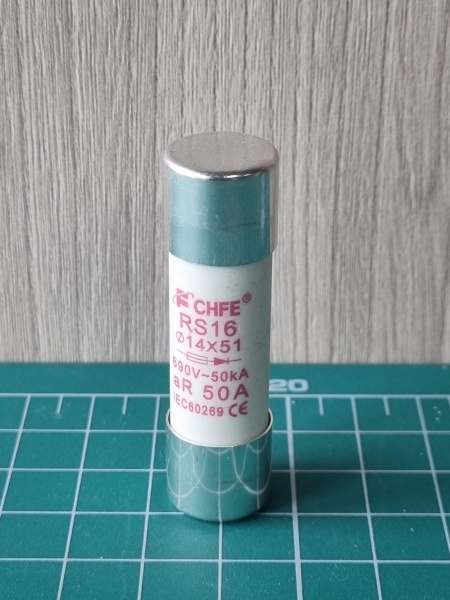 CHFE®
RS16
Ø14X51
690V~50kA
aR 50A
IEC60269 CE
20